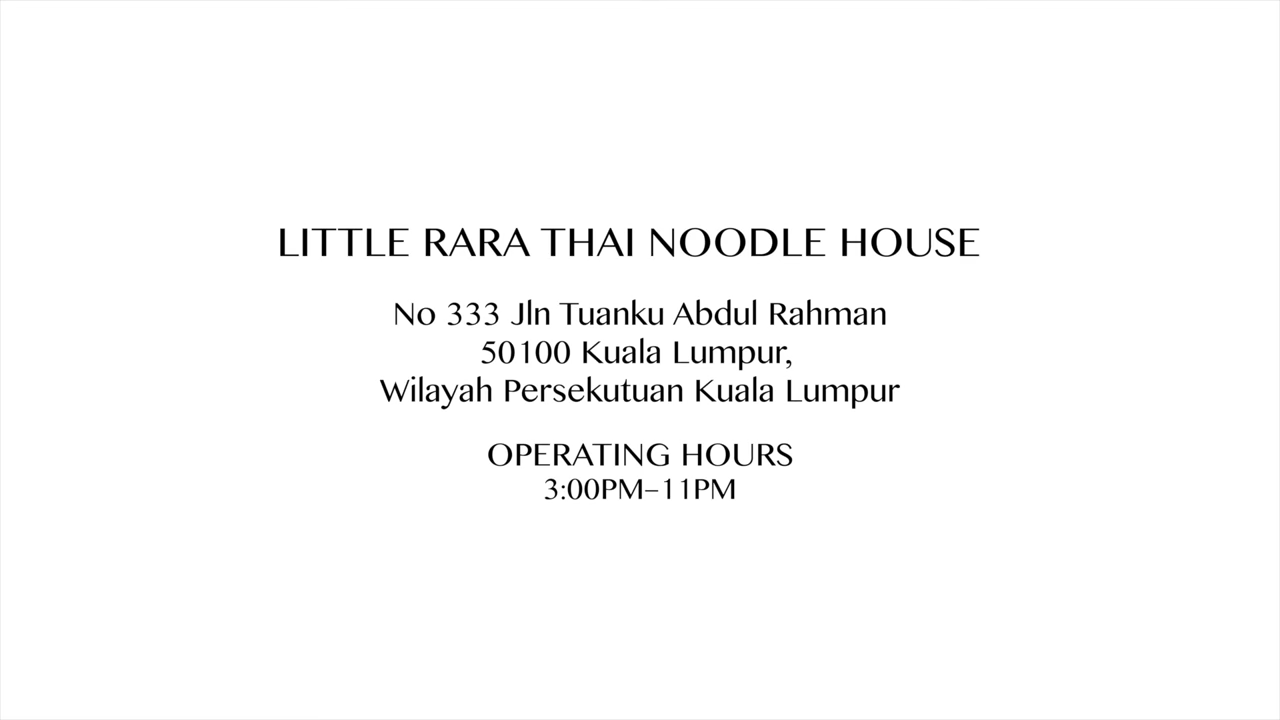 LITTLE RARA THAI NOODLE HOUSE
No 333 Jln Tuanku Abdul Rahman
50100 Kuala Lumpur,
Wilayah Persekutuan Kuala Lumpur
OPERATING HOURS
3:00PM–11PM